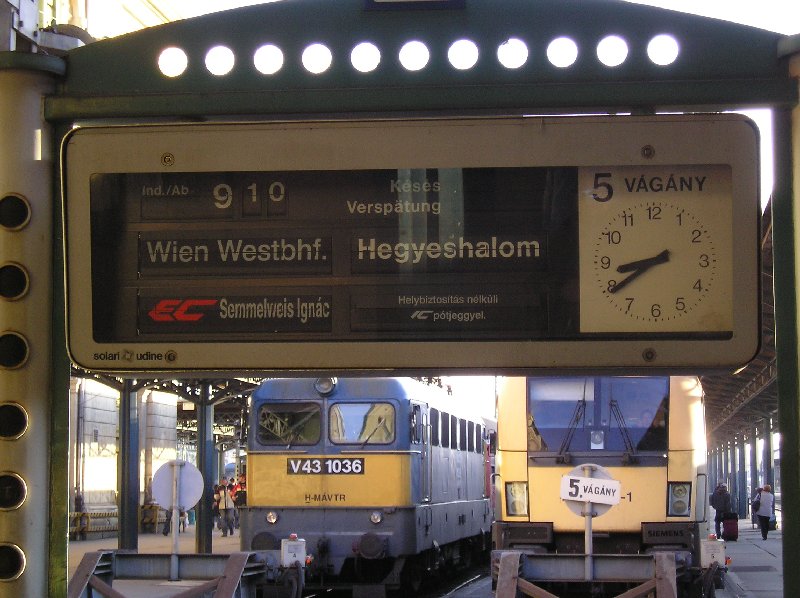 Ind./Ab 9 10 Késés
Verspätung
Wien Westbhf. Hegyeshalom
EC Semmelweis Ignác
Helybiztosítás nélküli
IC pótjeggyel.
5 VÁGÁNY
12 1 2 3 4 5 6 7 8 9 10 11
solari udine
V43 1036
H-MÁVTR
5. VÁGÁNY
-1
SIEMENS